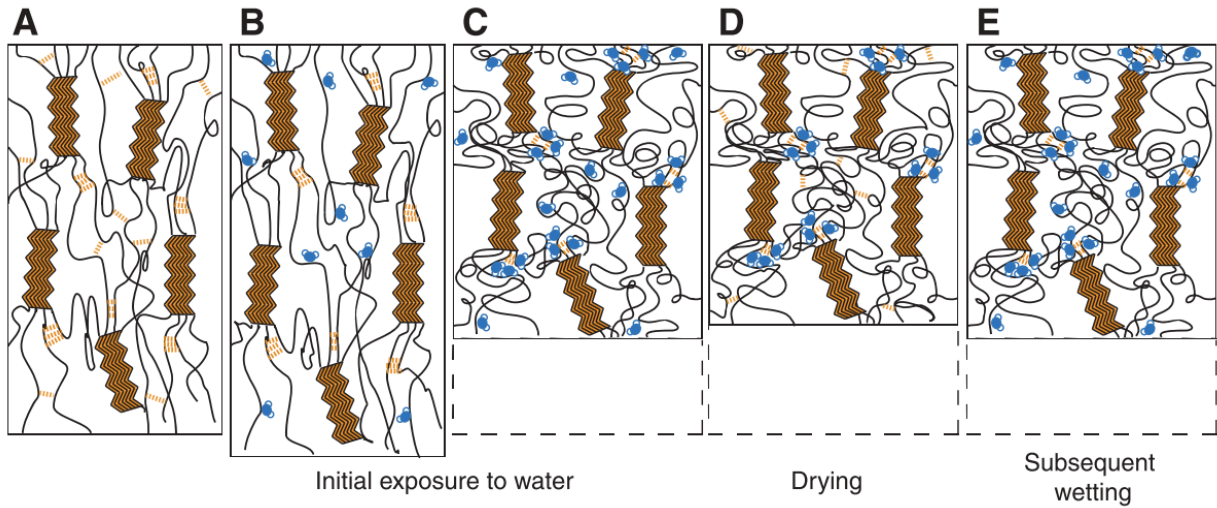 A B C D E
Initial exposure to water
Drying
Subsequent
wetting